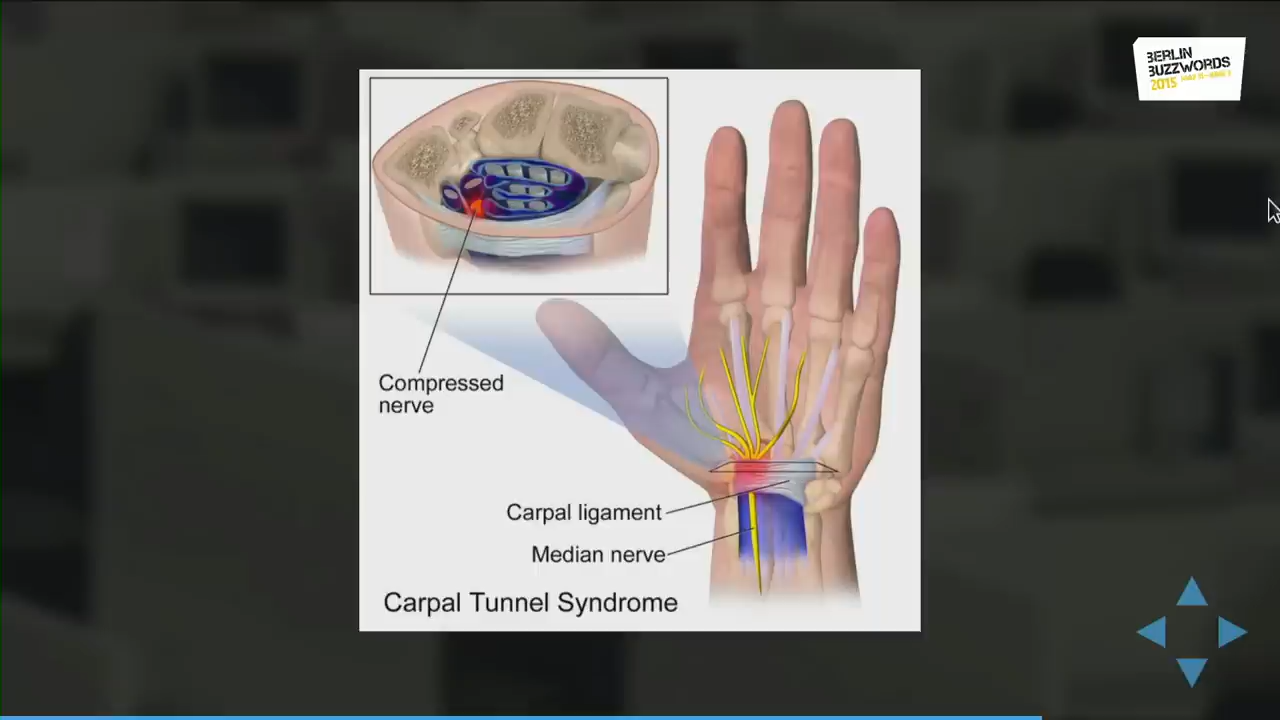 BERLIN
BUZZWORDS
2015
Compressed
nerve
Carpal ligament
Median nerve
Carpal Tunnel Syndrome